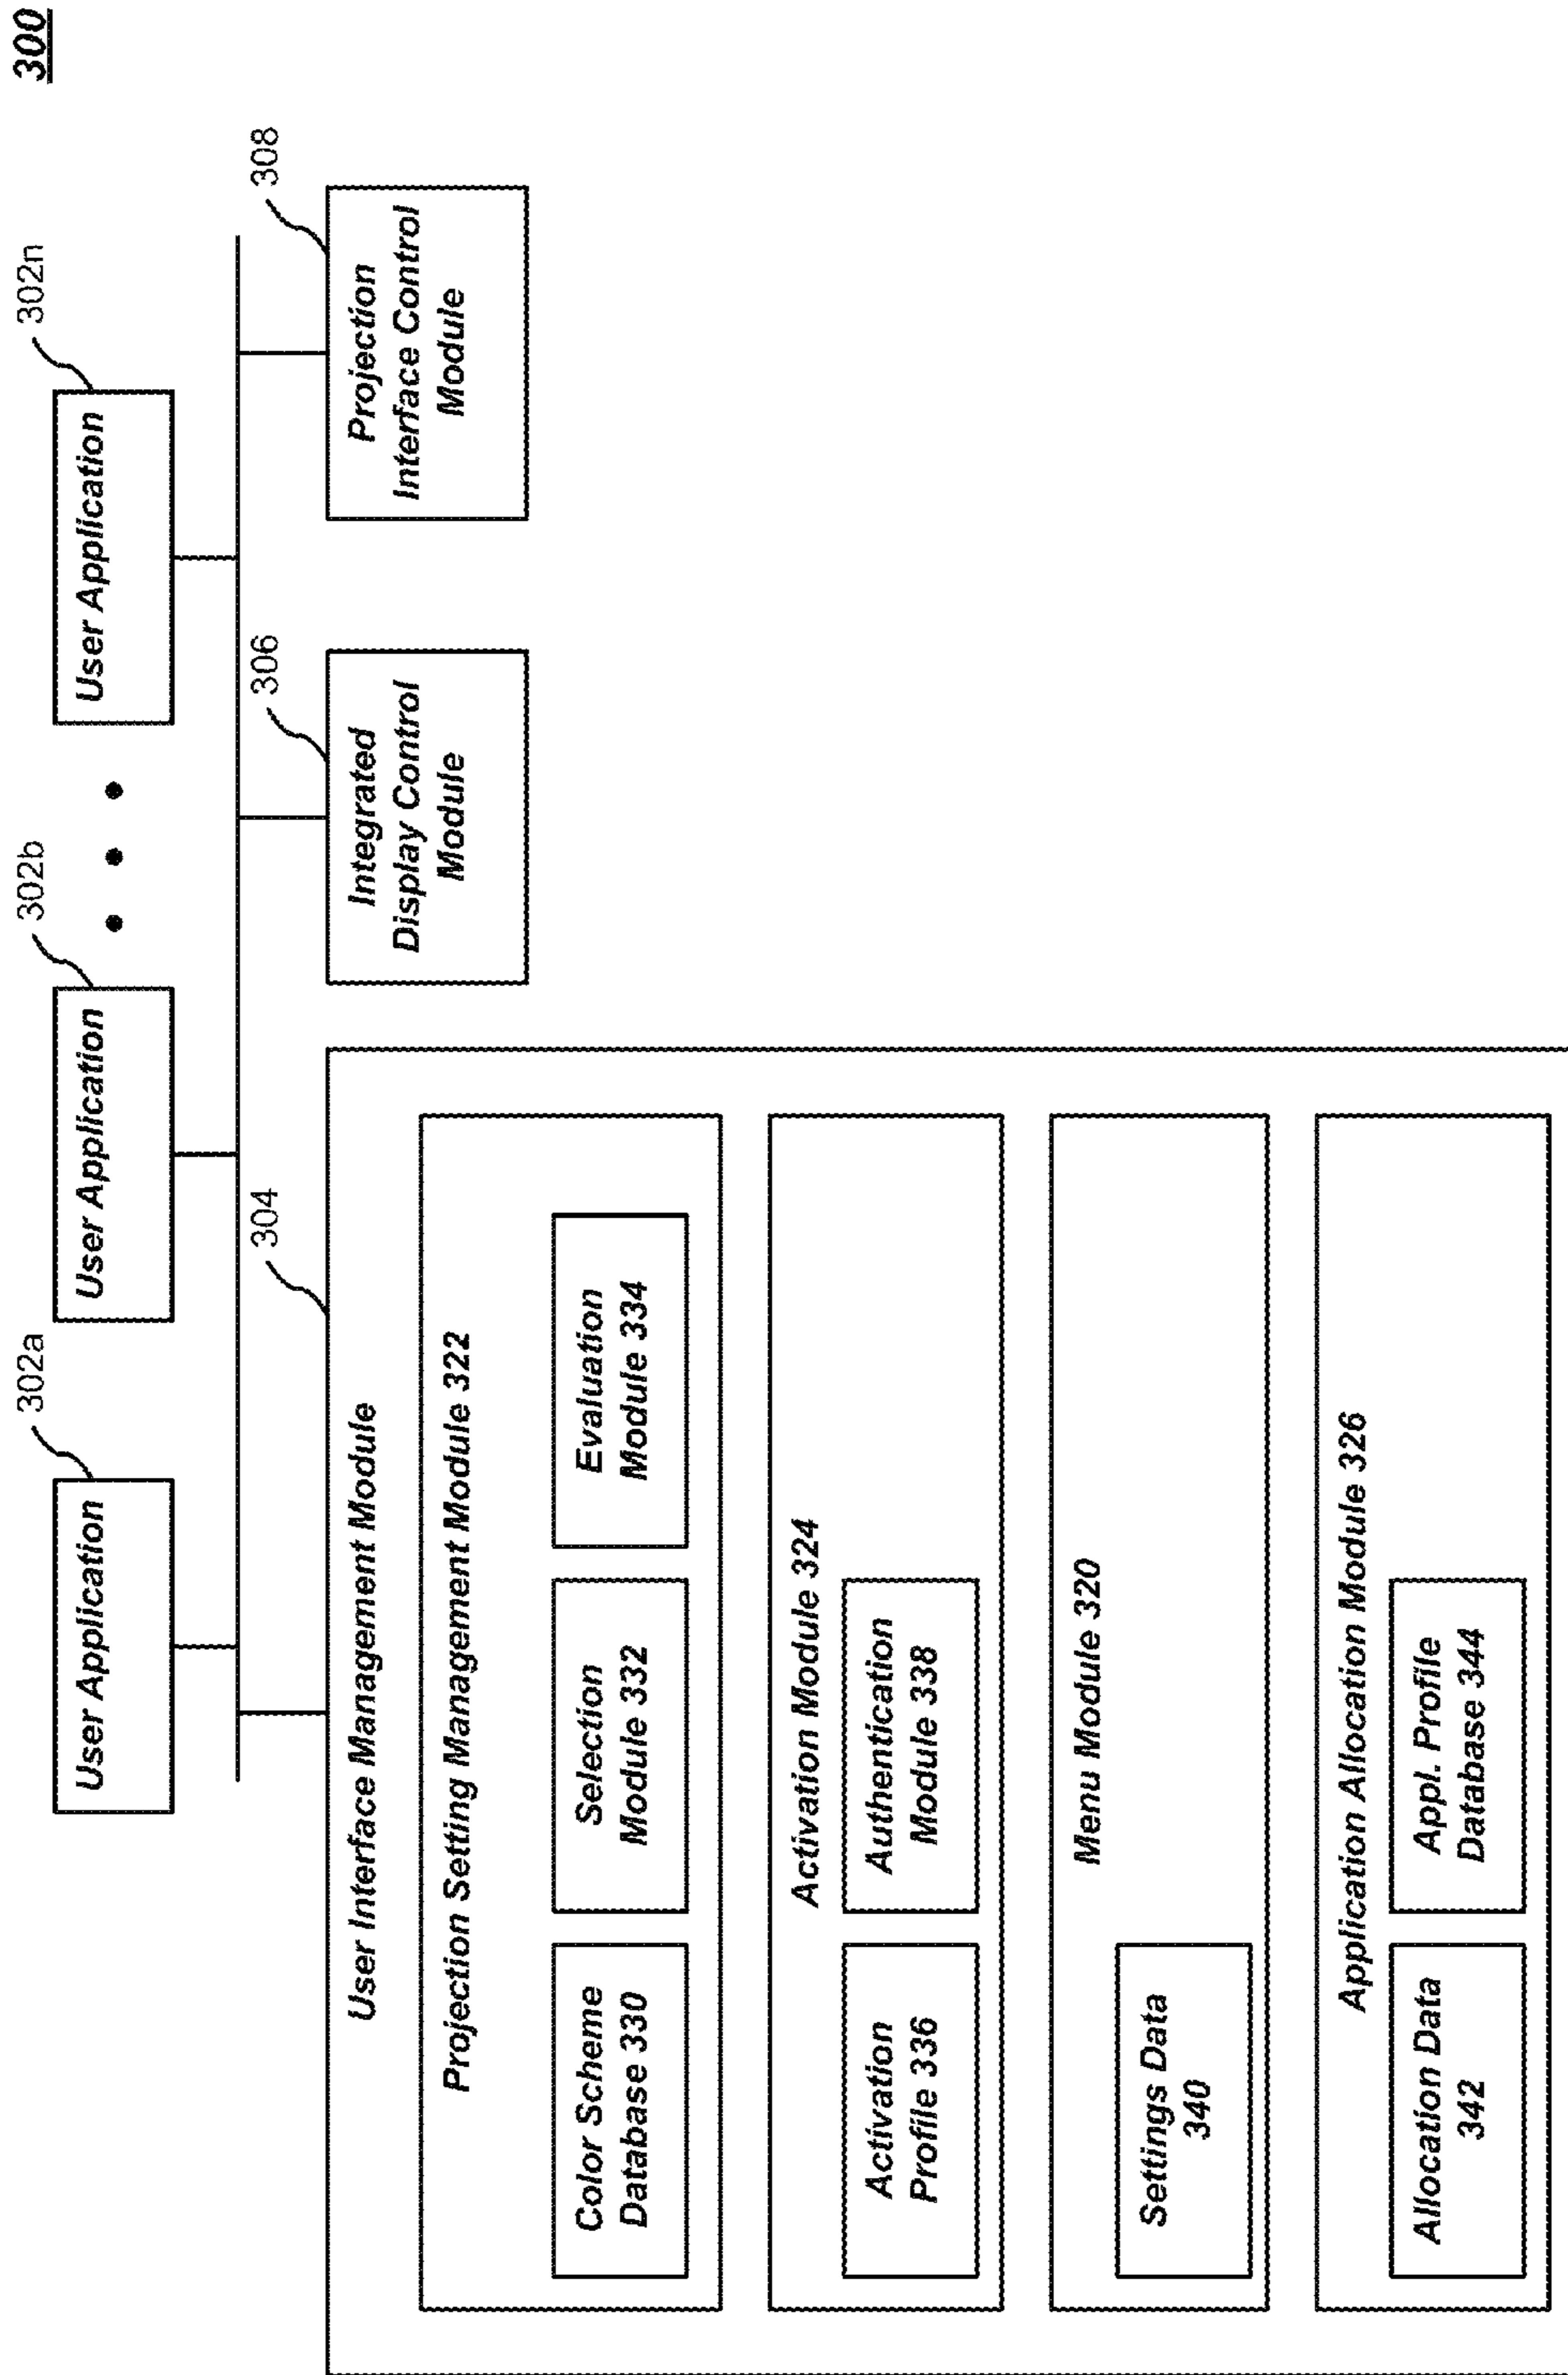 300
302a
302b
302n
User Application
User Application
User Application
304
306
308
User Interface Management Module
Projection Setting Management Module 322
Color Scheme
Database 330
Selection
Module 332
Evaluation
Module 334
Activation Module 324
Activation
Profile 336
Authentication
Module 338
Menu Module 320
Settings Data
340
Application Allocation Module 326
Allocation Data
342
Appl. Profile
Database 344
Integrated
Display Control
Module
Projection
Interface Control
Module